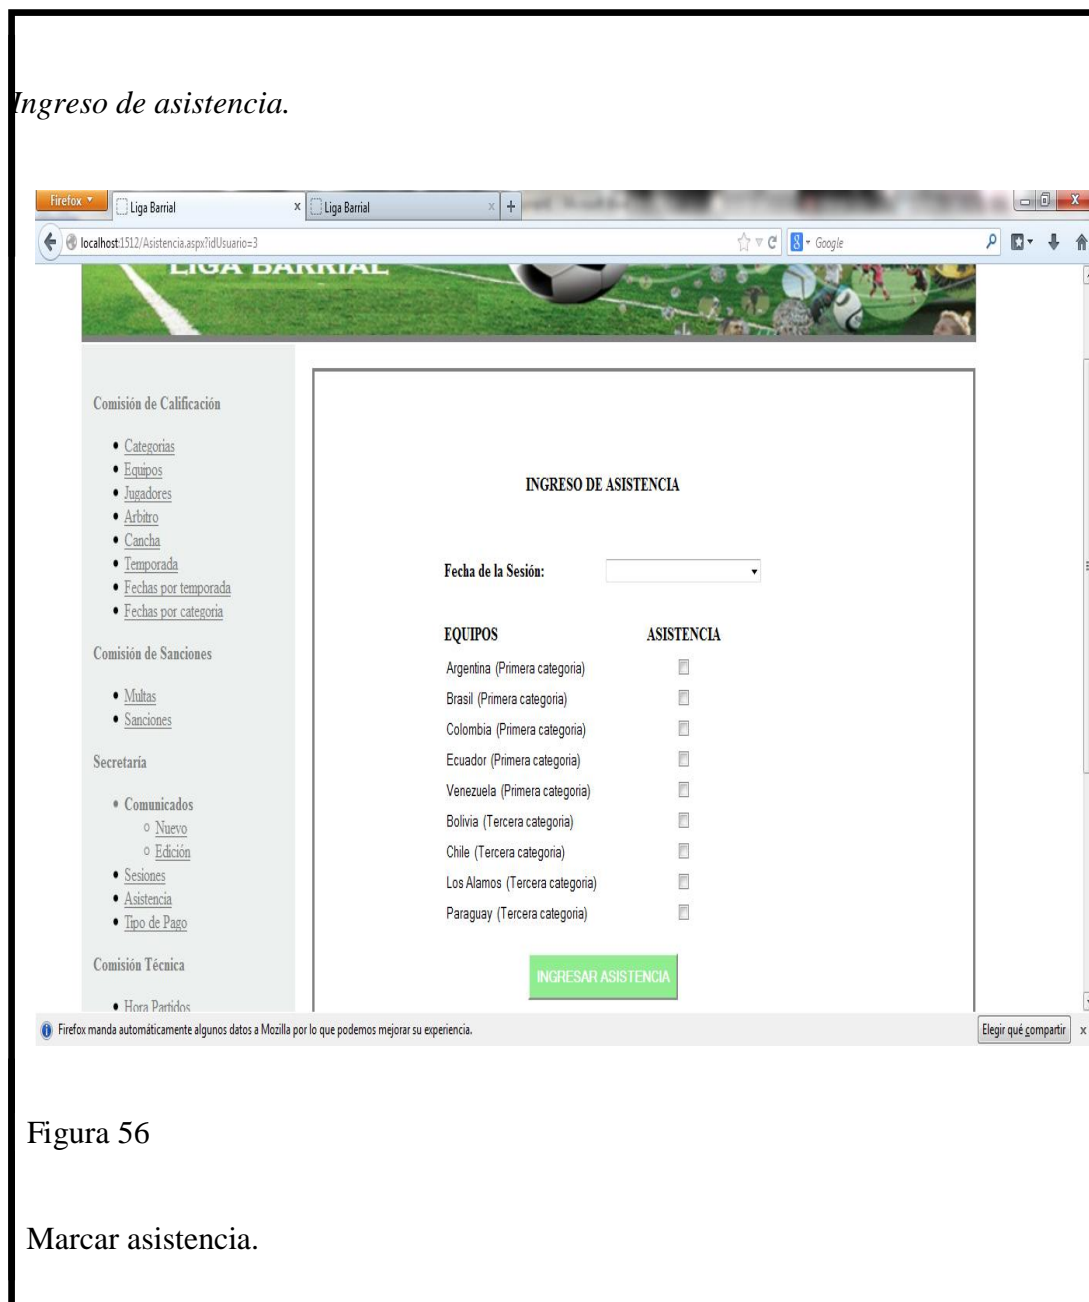 Ingreso de asistencia.
Firefox
Liga Barrial x
Liga Barrial x +
localhost:1512/Asistencia.aspx?idUsuario=3
Google
LIGA BARRIAL
Comisión de Calificación
Categorias
Equipos
Jugadores
Arbitro
Cancha
Temporada
Fechas por temporada
Fechas por categoria
Comisión de Sanciones
Multas
Sanciones
Secretaría
Comunicados
Nuevo
Edición
Sesiones
Asistencia
Tipo de Pago
Comisión Técnica
Hora Partidos
INGRESO DE ASISTENCIA
Fecha de la Sesión:
EQUIPOS ASISTENCIA
Argentina (Primera categoria)
Brasil (Primera categoria)
Colombia (Primera categoria)
Ecuador (Primera categoria)
Venezuela (Primera categoria)
Bolivia (Tercera categoria)
Chile (Tercera categoria)
Los Alamos (Tercera categoria)
Paraguay (Tercera categoria)
INGRESAR ASISTENCIA
Firefox manda automáticamente algunos datos a Mozilla por lo que podemos mejorar su experiencia.
Elegir qué compartir x
Figura 56
Marcar asistencia.